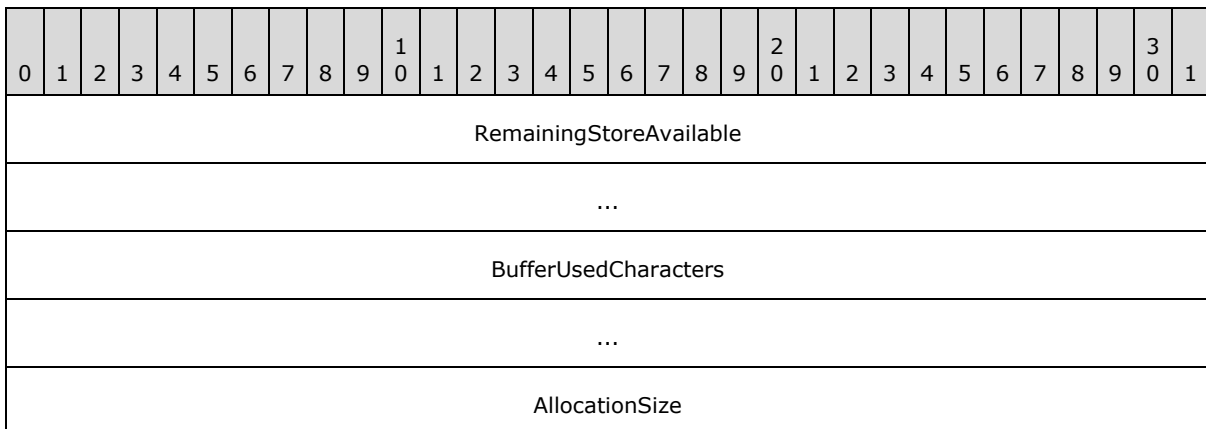 0 1 2 3 4 5 6 7 8 9 1 0 1 2 3 4 5 6 7 8 9 2 0 1 2 3 4 5 6 7 8 9 3 0 1
RemainingStoreAvailable
...
BufferUsedCharacters
...
AllocationSize